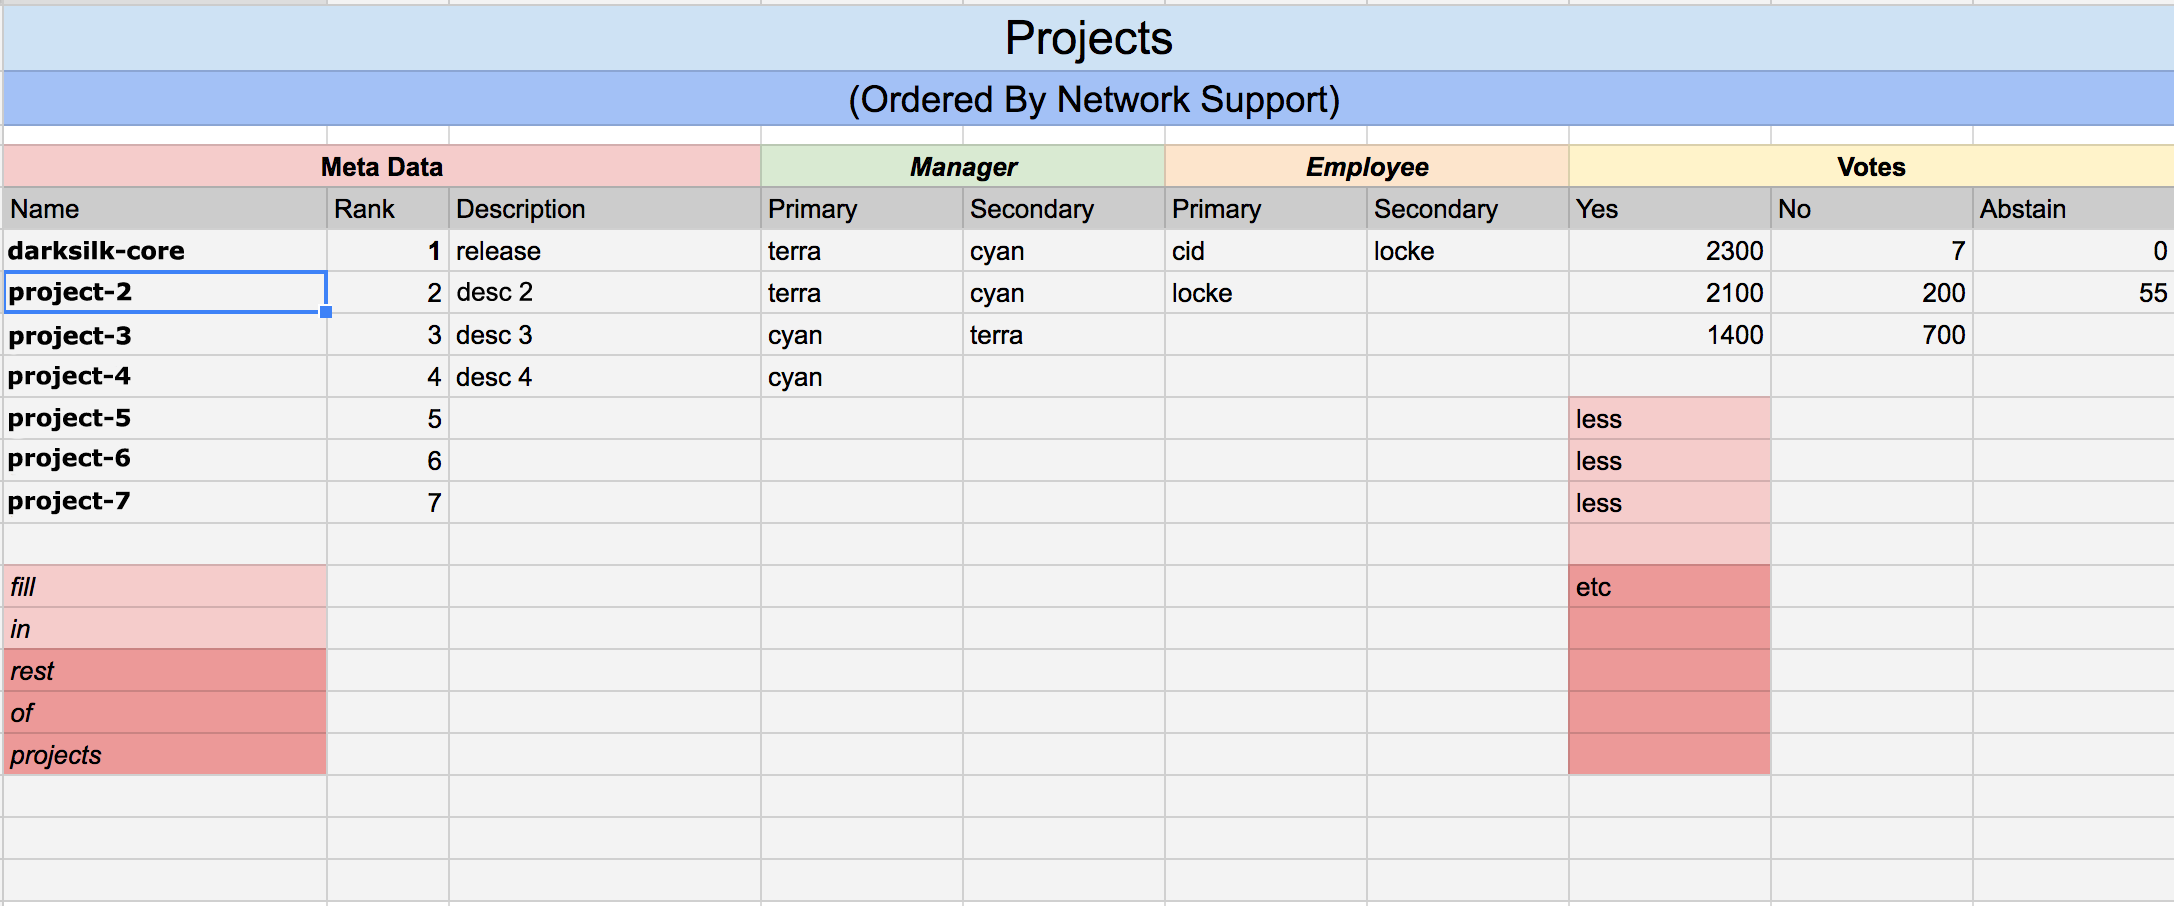 Projects
(Ordered By Network Support)
Meta Data Manager Employee Votes
Name Rank Description Primary Secondary Primary Secondary Yes No Abstain
darksilk-core 1 release terra cyan cid locke 2300 7 0
project-2 2 desc 2 terra cyan locke 2100 200 55
project-3 3 desc 3 cyan terra 1400 700
project-4 4 desc 4 cyan
project-5 5 less
project-6 6 less
project-7 7 less
fill etc
in
rest
of
projects